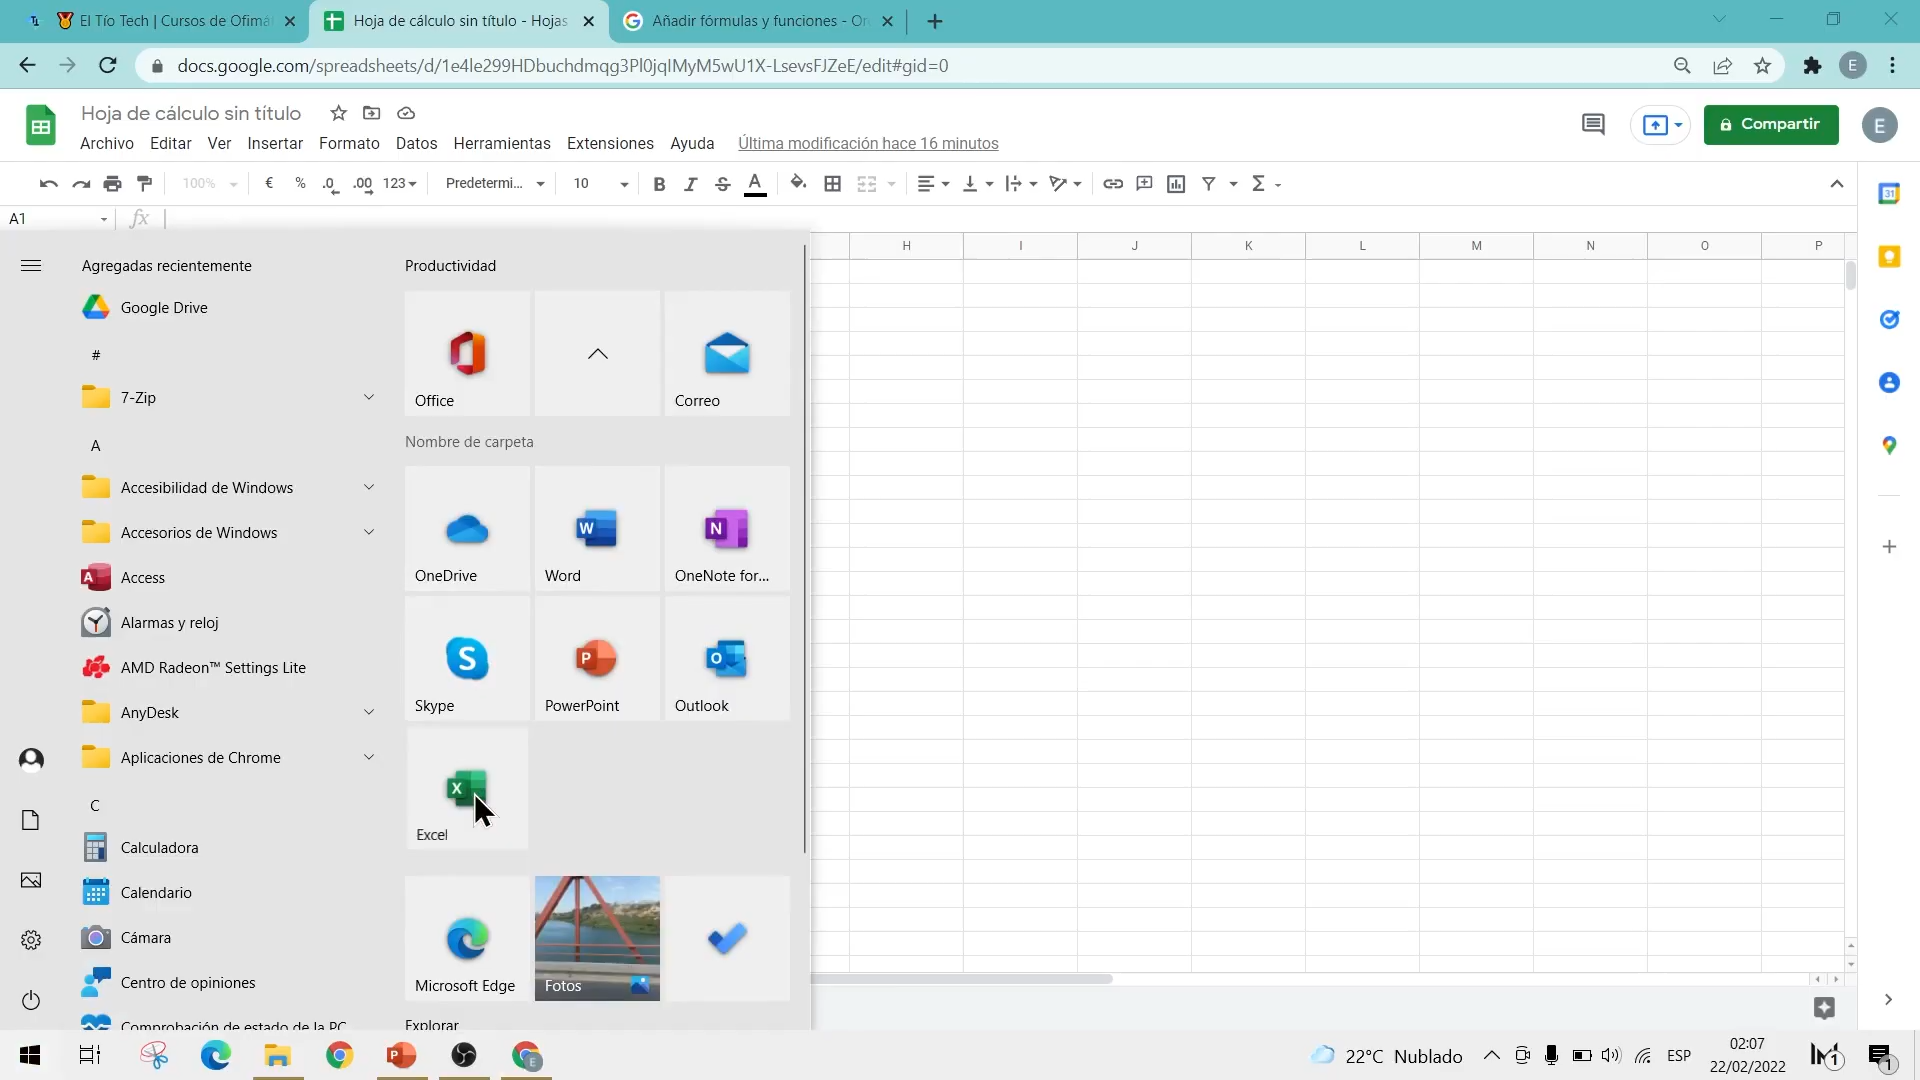 El Tío Tech | Cursos de Ofimá
Hoja de cálculo sin título - Hojas
Añadir fórmulas y funciones - Or
docs.google.com/spreadsheets/d/1e4le299HDbuchdmqg3Pl0jqIMyM5wU1X-LsevsFJZeE/edit#gid=0
E
Hoja de cálculo sin título
Archivo Editar Ver Insertar Formato Datos Herramientas Extensiones Ayuda Última modificación hace 16 minutos
Compartir
E
100% € % .0 .00 123 Predetermi... 10 B I S A Σ
31
A1 fx
H I J K L M N O P
Agregadas recientemente
Google Drive
#
7-Zip
A
Accesibilidad de Windows
Accesorios de Windows
Access
Alarmas y reloj
AMD Radeon™ Settings Lite
AnyDesk
Aplicaciones de Chrome
C
Calculadora
Calendario
Cámara
Centro de opiniones
Comprobación de estado de la PC
Productividad
Office
Correo
Nombre de carpeta
OneDrive
Word
OneNote for...
Skype
PowerPoint
Outlook
Excel
Microsoft Edge
Fotos
Explorar
22°C Nublado
ESP
02:07
22/02/2022
1
1